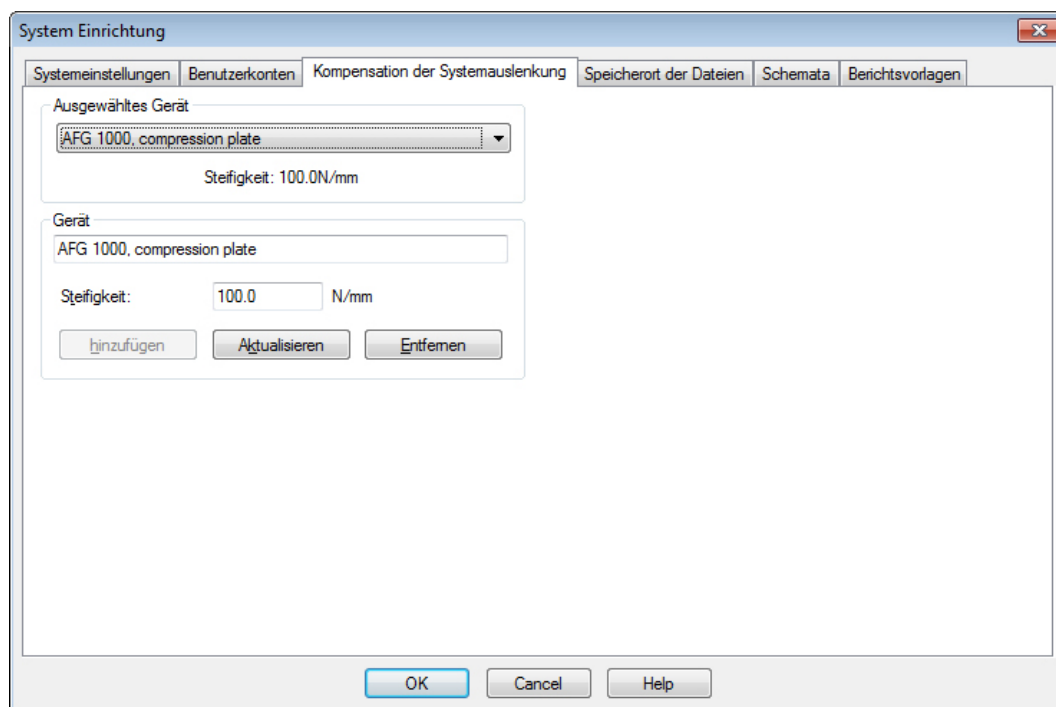 System Einrichtung
Systemeinstellungen Benutzerkonten Kompensation der Systemauslenkung Speicherort der Dateien Schemata Berichtsvorlagen
Ausgewähltes Gerät
AFG 1000, compression plate
Steifigkeit: 100.0N/mm
Gerät
AFG 1000, compression plate
Steifigkeit: 100.0 N/mm
hinzufügen Aktualisieren Entfernen
OK Cancel Help